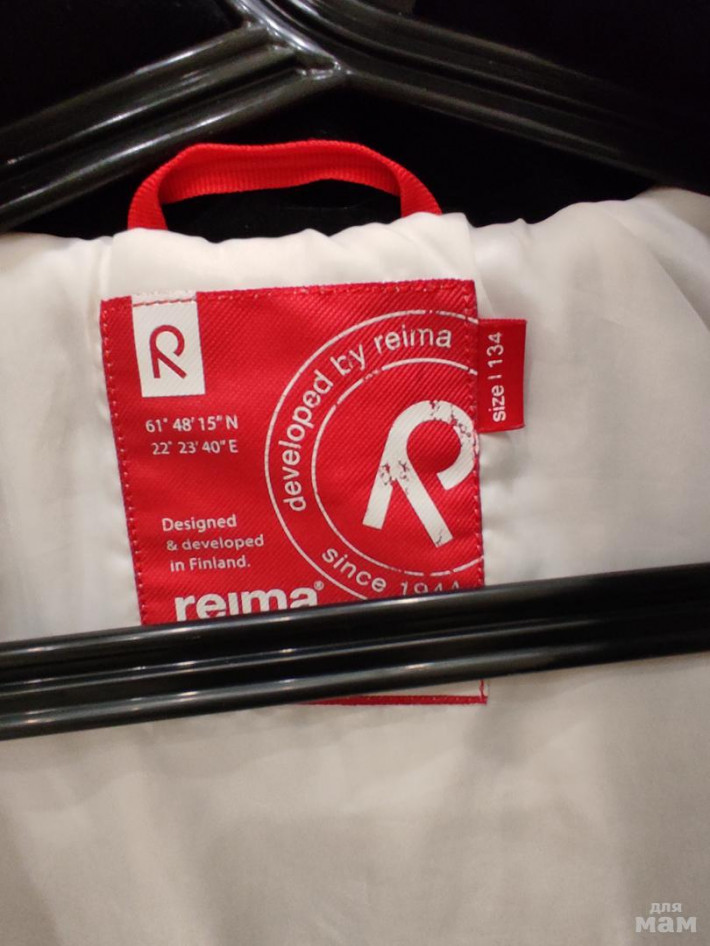 developed by reima
size | 134
61° 48' 15" N
22° 23' 40" E
Designed
& developed
in Finland.
since 1944
reima®
для
мам